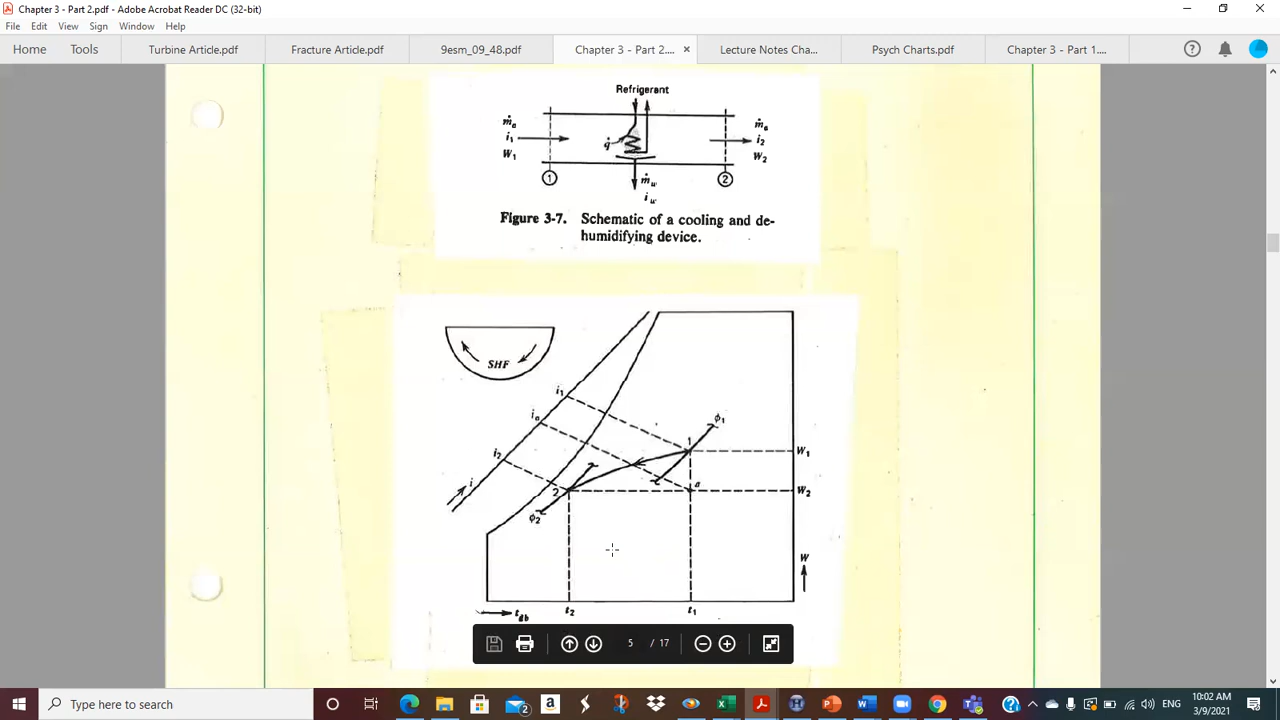 Chapter 3 - Part 2.pdf - Adobe Acrobat Reader DC (32-bit)
File Edit View Sign Window Help
Home Tools Turbine Article.pdf Fracture Article.pdf 9esm_09_48.pdf Chapter 3 - Part 2.... × Lecture Notes Cha... Psych Charts.pdf Chapter 3 - Part 1....
Refrigerant
ṁa ṁa
i1 q̇ i2
W1 W2
1 ṁw 2
iw
Figure 3-7. Schematic of a cooling and de-
humidifying device.
SHF
i1
ia ϕ1
1 W1
i2
i 2 a W2
ϕ2
W
tdb t2 t1
5 / 17
Type here to search
2
ENG
10:02 AM
3/9/2021